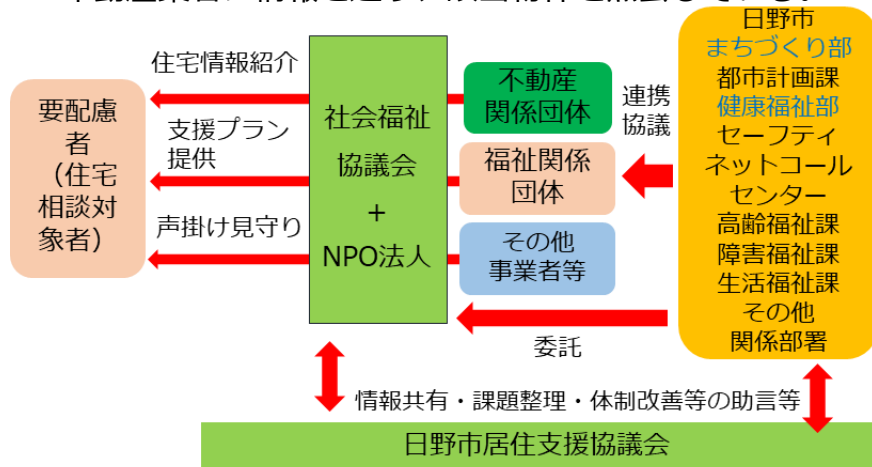 住宅情報紹介
支援プラン
提供
声掛け見守り
要配慮
者
（住宅
相談対
象者）
社会福祉
協議会
+
NPO法人
不動産
関係団体
福祉関係
団体
その他
事業者等
連携
協議
委託
日野市
まちづくり部
都市計画課
健康福祉部
セーフティ
ネットコール
センター
高齢福祉課
障害福祉課
生活福祉課
その他
関係部署
情報共有・課題整理・体制改善等の助言等
日野市居住支援協議会